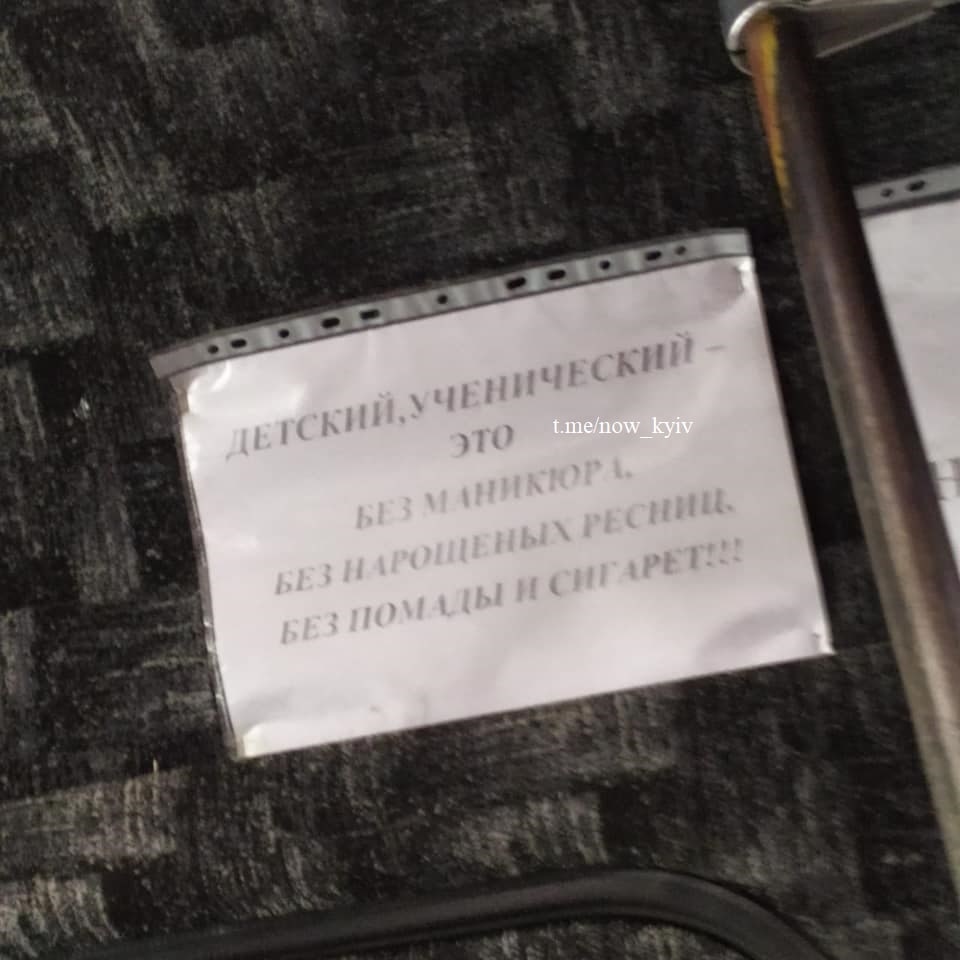 ДЕТСКИЙ,УЧЕНИЧЕСКИЙ –
ЭТО
t.me/now_kyiv
БЕЗ МАНИКЮРА,
БЕЗ НАРОЩЕНЫХ РЕСНИЦ,
БЕЗ ПОМАДЫ И СИГАРЕТ!!!